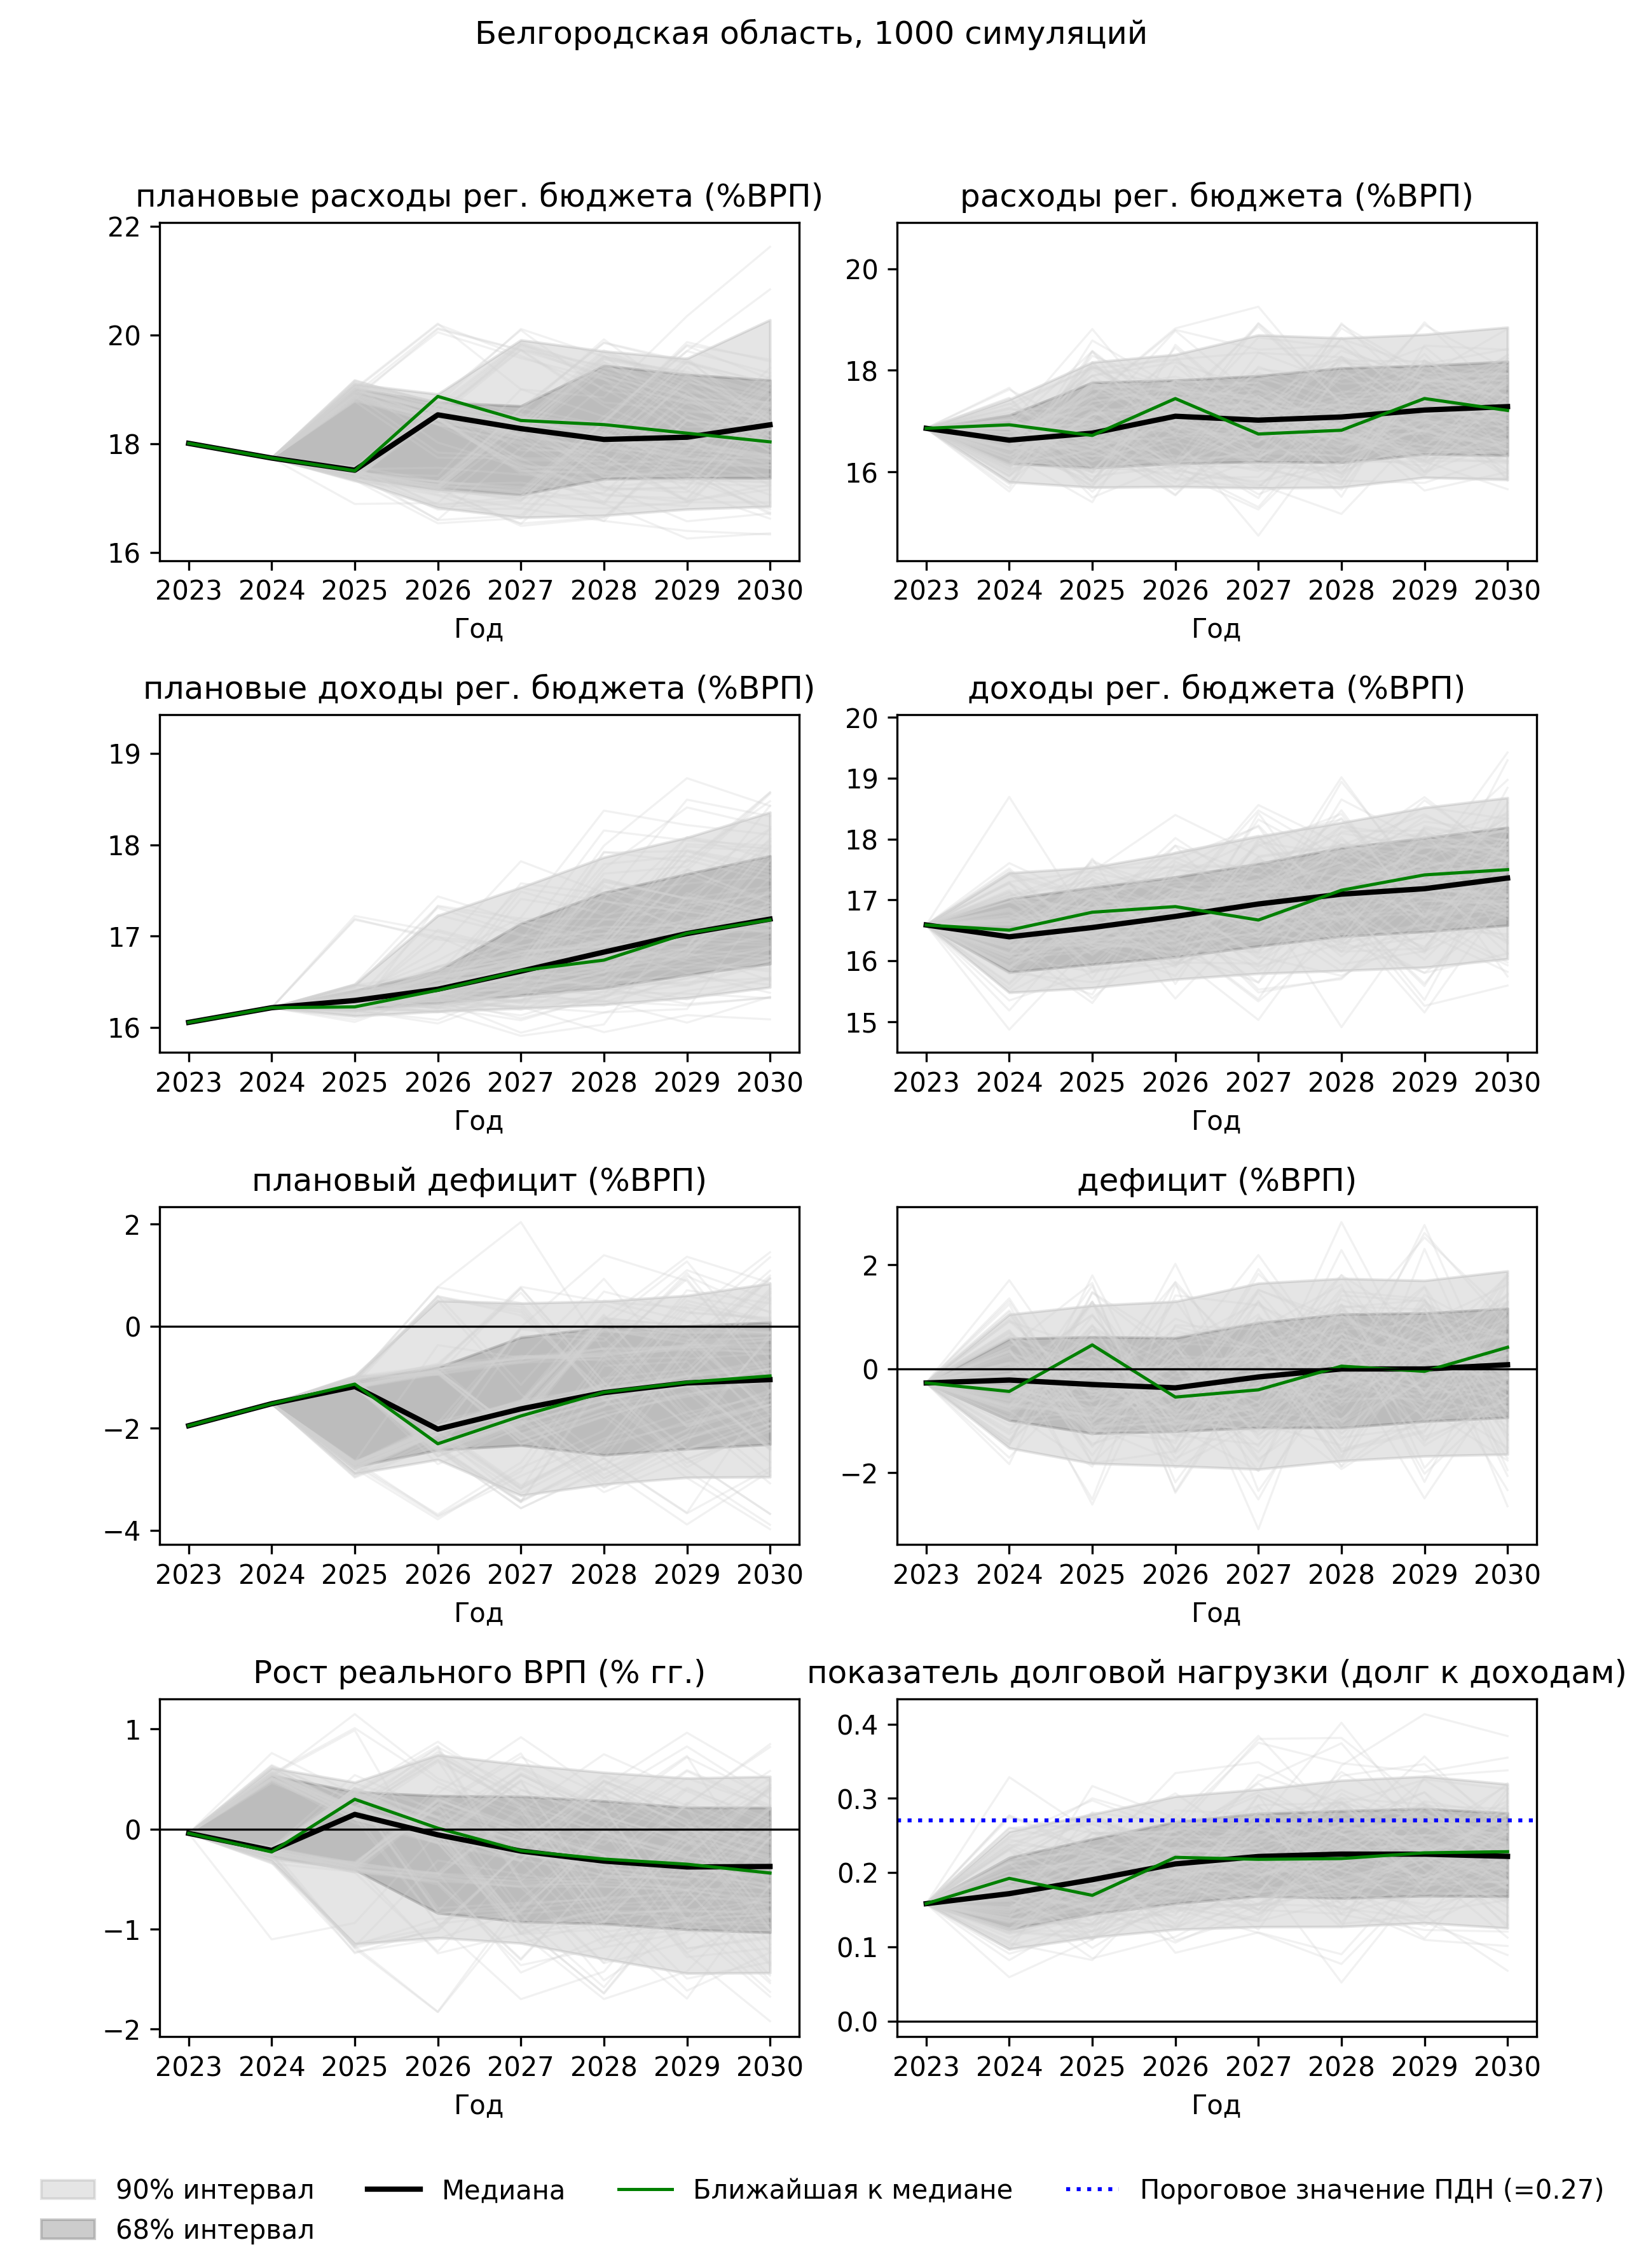 Белгородская область, 1000 симуляций
плановые расходы рег. бюджета (%ВРП)
22
20
18
16
2023 2024 2025 2026 2027 2028 2029 2030
Год
расходы рег. бюджета (%ВРП)
20
18
16
2023 2024 2025 2026 2027 2028 2029 2030
Год
плановые доходы рег. бюджета (%ВРП)
19
18
17
16
2023 2024 2025 2026 2027 2028 2029 2030
Год
доходы рег. бюджета (%ВРП)
20
19
18
17
16
15
2023 2024 2025 2026 2027 2028 2029 2030
Год
плановый дефицит (%ВРП)
2
0
−2
−4
2023 2024 2025 2026 2027 2028 2029 2030
Год
дефицит (%ВРП)
2
0
−2
2023 2024 2025 2026 2027 2028 2029 2030
Год
Рост реального ВРП (% гг.)
1
0
−1
−2
2023 2024 2025 2026 2027 2028 2029 2030
Год
показатель долговой нагрузки (долг к доходам)
0.4
0.3
0.2
0.1
0.0
2023 2024 2025 2026 2027 2028 2029 2030
Год
90% интервал
68% интервал
Медиана
Ближайшая к медиане
Пороговое значение ПДН (=0.27)